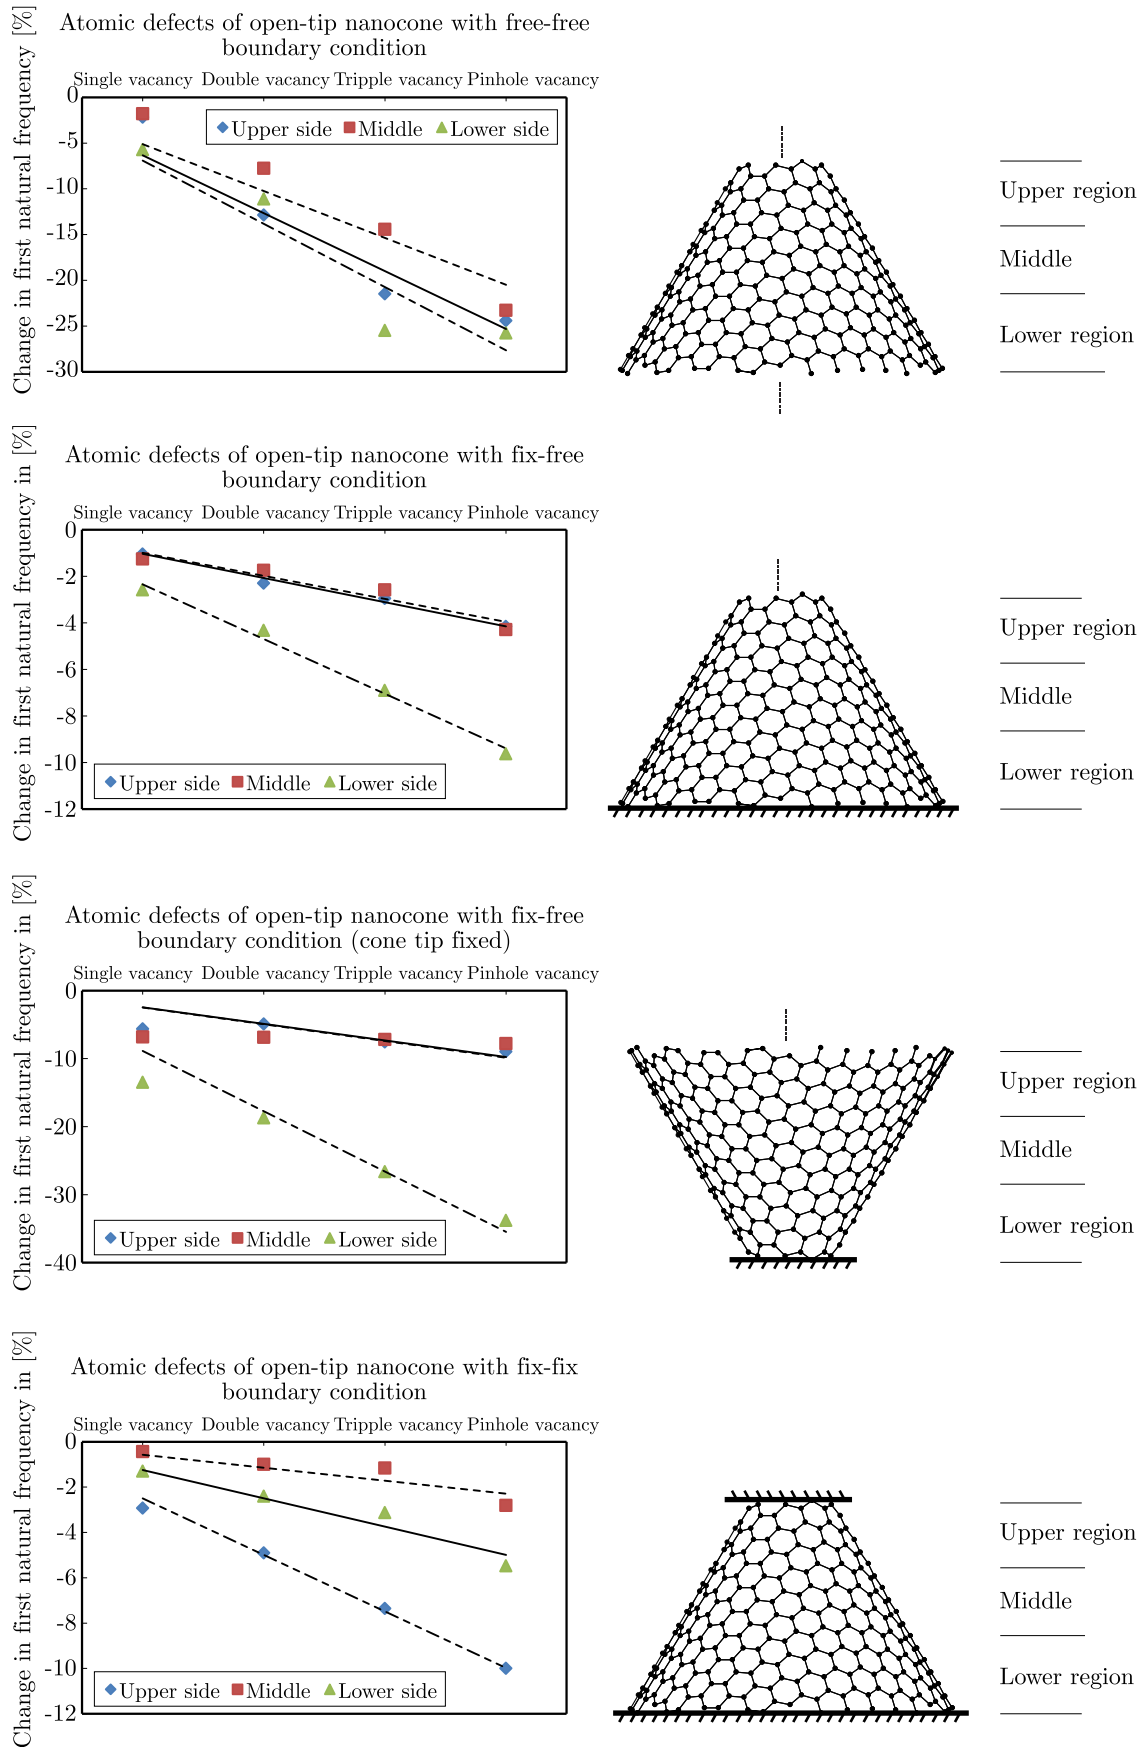 Atomic defects of open-tip nanocone with free-free
boundary condition
Change in first natural frequency [%]
Single vacancy Double vacancy Tripple vacancy Pinhole vacancy
0
-5
-10
-15
-20
-25
-30
Upper side Middle Lower side
Upper region
Middle
Lower region
Atomic defects of open-tip nanocone with fix-free
boundary condition
Change in first natural frequency in [%]
Single vacancy Double vacancy Tripple vacancy Pinhole vacancy
0
-2
-4
-6
-8
-10
-12
Upper side Middle Lower side
Upper region
Middle
Lower region
Atomic defects of open-tip nanocone with fix-free
boundary condition (cone tip fixed)
Change in first natural frequency in [%]
Single vacancy Double vacancy Tripple vacancy Pinhole vacancy
0
-10
-20
-30
-40
Upper side Middle Lower side
Upper region
Middle
Lower region
Atomic defects of open-tip nanocone with fix-fix
boundary condition
Change in first natural frequency in [%]
Single vacancy Double vacancy Tripple vacancy Pinhole vacancy
0
-2
-4
-6
-8
-10
-12
Upper side Middle Lower side
Upper region
Middle
Lower region